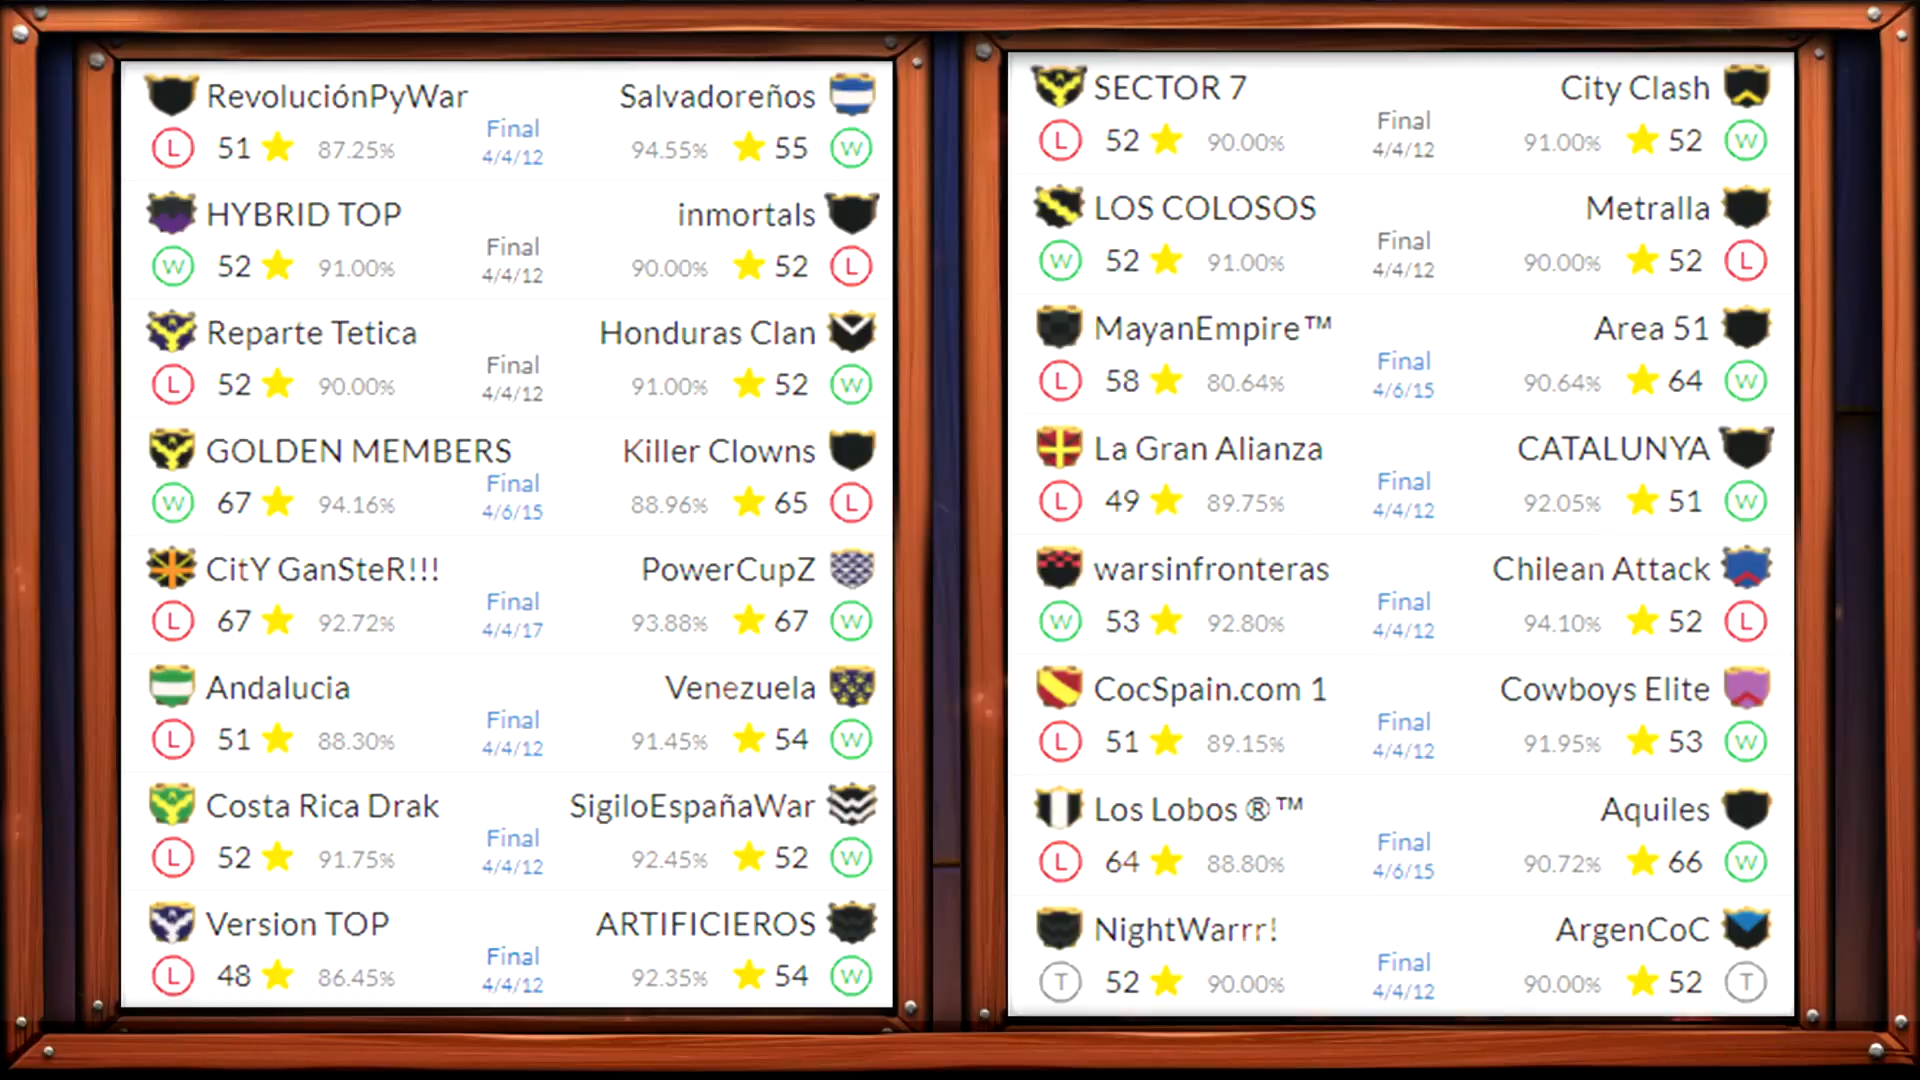 RevoluciónPyWar Salvadoreños
L 51 87.25% Final 4/4/12 94.55% 55 W
HYBRID TOP inmortals
W 52 91.00% Final 4/4/12 90.00% 52 L
Reparte Tetica Honduras Clan
L 52 90.00% Final 4/4/12 91.00% 52 W
GOLDEN MEMBERS Killer Clowns
W 67 94.16% Final 4/6/15 88.96% 65 L
CitY GanSteR!!! PowerCupZ
L 67 92.72% Final 4/4/17 93.88% 67 W
Andalucia Venezuela
L 51 88.30% Final 4/4/12 91.45% 54 W
Costa Rica Drak SigiloEspañaWar
L 52 91.75% Final 4/4/12 92.45% 52 W
Version TOP ARTIFICIEROS
L 48 86.45% Final 4/4/12 92.35% 54 W
SECTOR 7 City Clash
L 52 90.00% Final 4/4/12 91.00% 52 W
LOS COLOSOS Metralla
W 52 91.00% Final 4/4/12 90.00% 52 L
MayanEmpire™ Area 51
L 58 80.64% Final 4/6/15 90.64% 64 W
La Gran Alianza CATALUNYA
L 49 89.75% Final 4/4/12 92.05% 51 W
warsinfronteras Chilean Attack
W 53 92.80% Final 4/4/12 94.10% 52 L
CocSpain.com 1 Cowboys Elite
L 51 89.15% Final 4/4/12 91.95% 53 W
Los Lobos ®™ Aquiles
L 64 88.80% Final 4/6/15 90.72% 66 W
NightWarrr! ArgenCoC
T 52 90.00% Final 4/4/12 90.00% 52 T